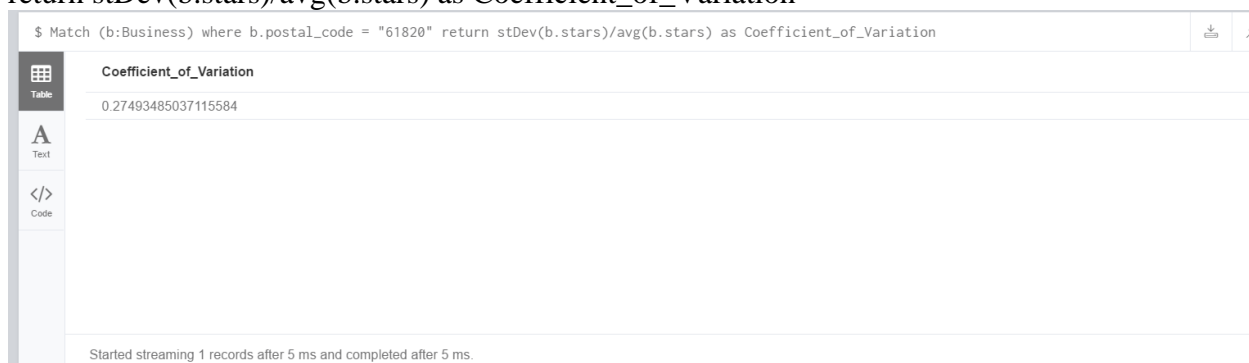 return stDev(b.stars)/avg(b.stars) as Coefficient_of_Variation
$ Match (b:Business) where b.postal_code = "61820" return stDev(b.stars)/avg(b.stars) as Coefficient_of_Variation
Coefficient_of_Variation
Table
0.27493485037115584
A
Text
</>
Code
Started streaming 1 records after 5 ms and completed after 5 ms.